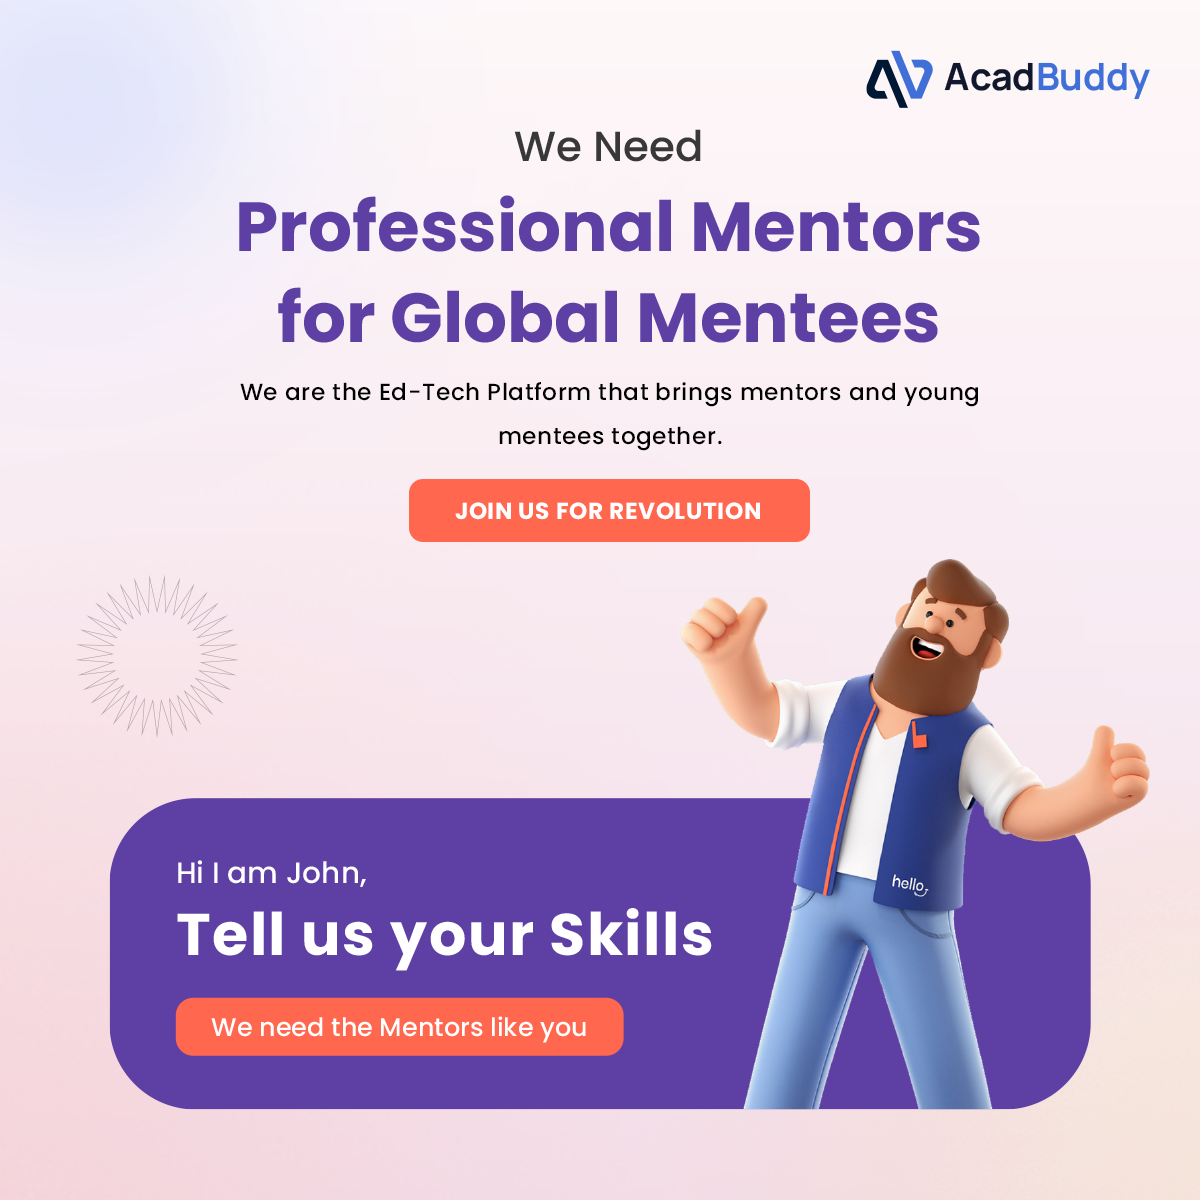 AcadBuddy
We Need
Professional Mentors
for Global Mentees
We are the Ed-Tech Platform that brings mentors and young
mentees together.
JOIN US FOR REVOLUTION
Hi I am John,
Tell us your Skills
We need the Mentors like you
hello